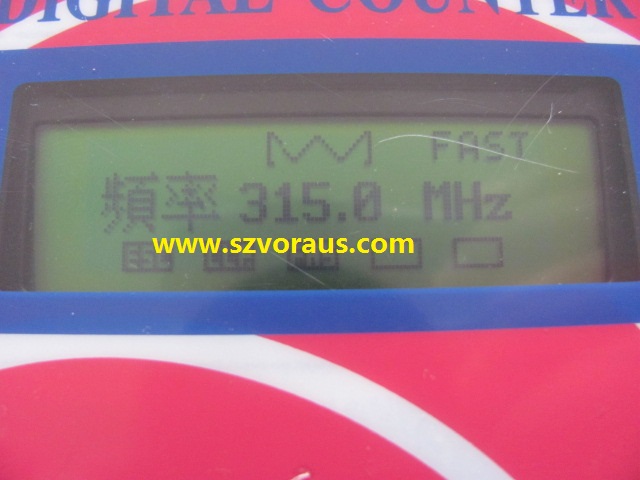 DIGITAL COUNTER
FAST
頻率 315.0 MHz
www.szvoraus.com